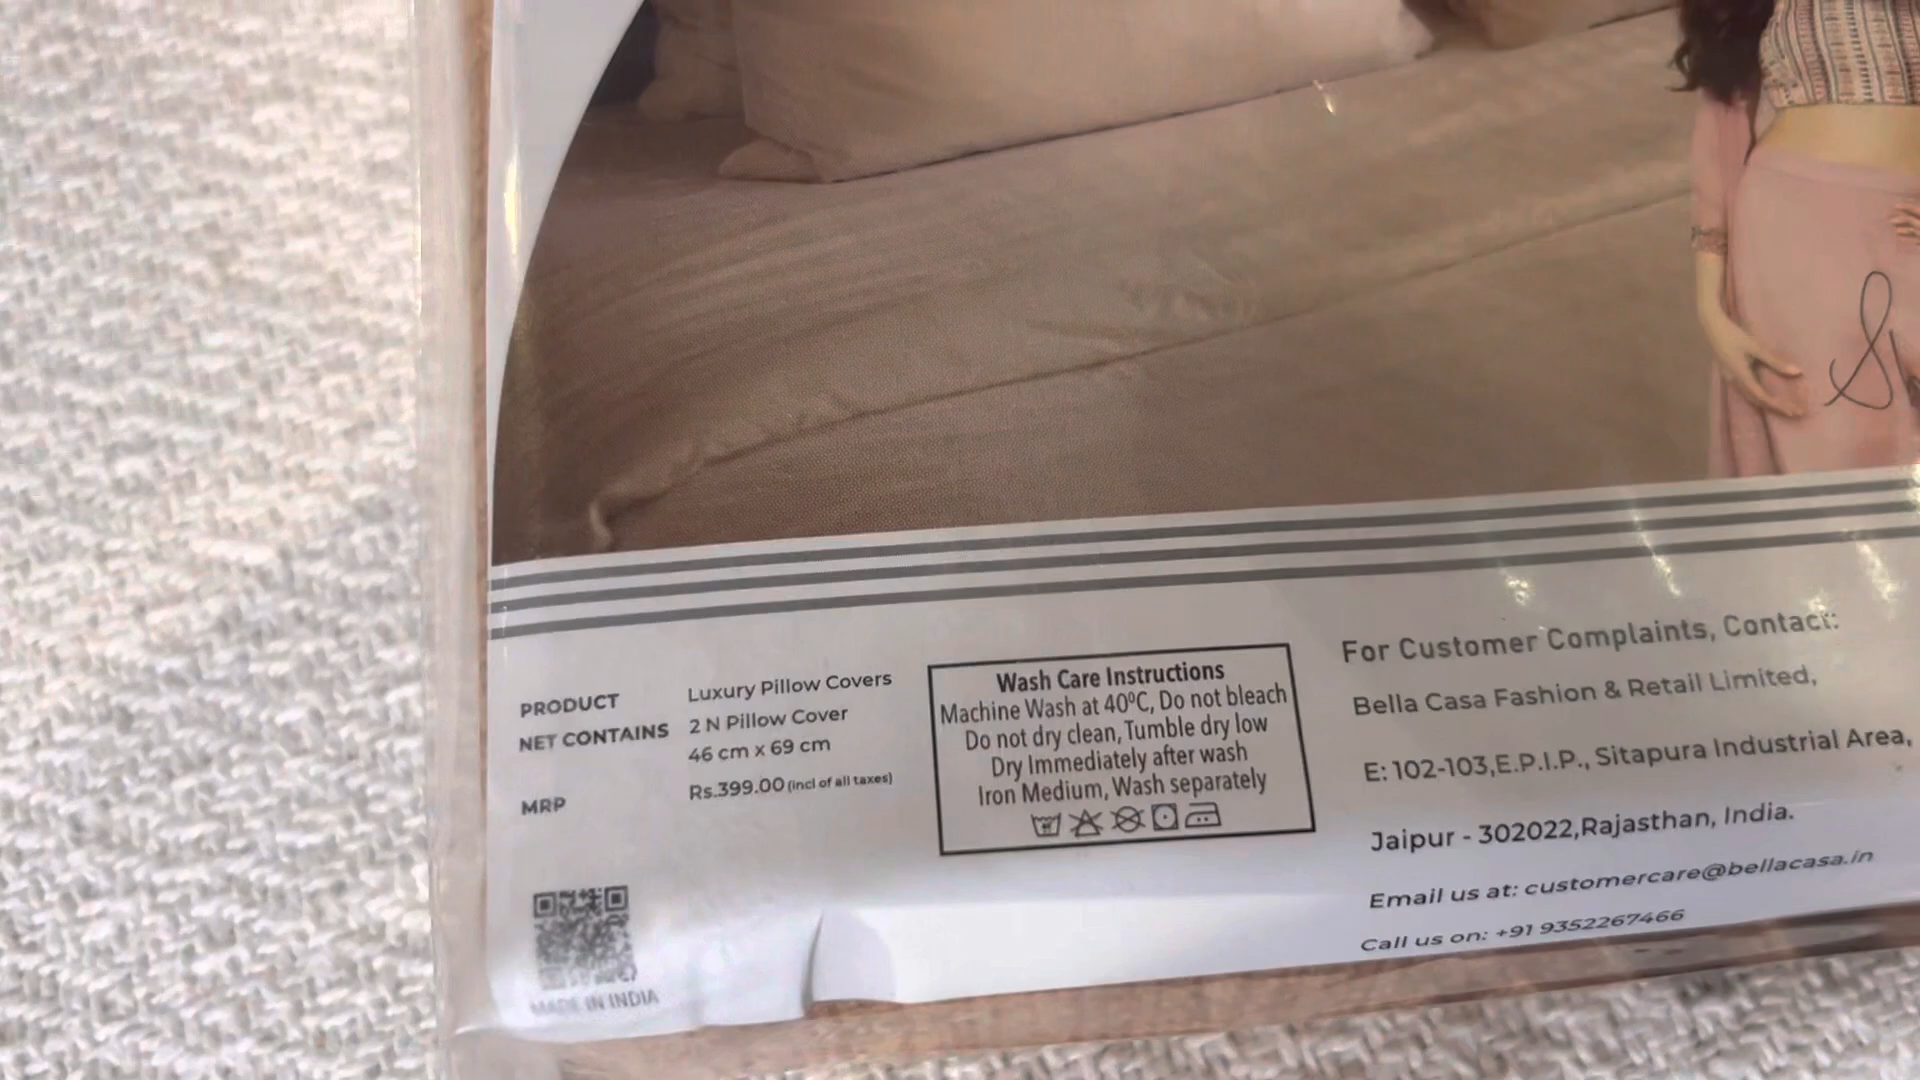 PRODUCT Luxury Pillow Covers
NET CONTAINS 2 N Pillow Cover
46 cm x 69 cm
MRP Rs.399.00 (incl of all taxes)
MADE IN INDIA
Wash Care Instructions
Machine Wash at 40ºC, Do not bleach
Do not dry clean, Tumble dry low
Dry Immediately after wash
Iron Medium, Wash separately
For Customer Complaints, Contact:
Bella Casa Fashion & Retail Limited,
E: 102-103,E.P.I.P., Sitapura Industrial Area,
Jaipur - 302022,Rajasthan, India.
Email us at: customercare@bellacasa.in
Call us on: +91 9352267466